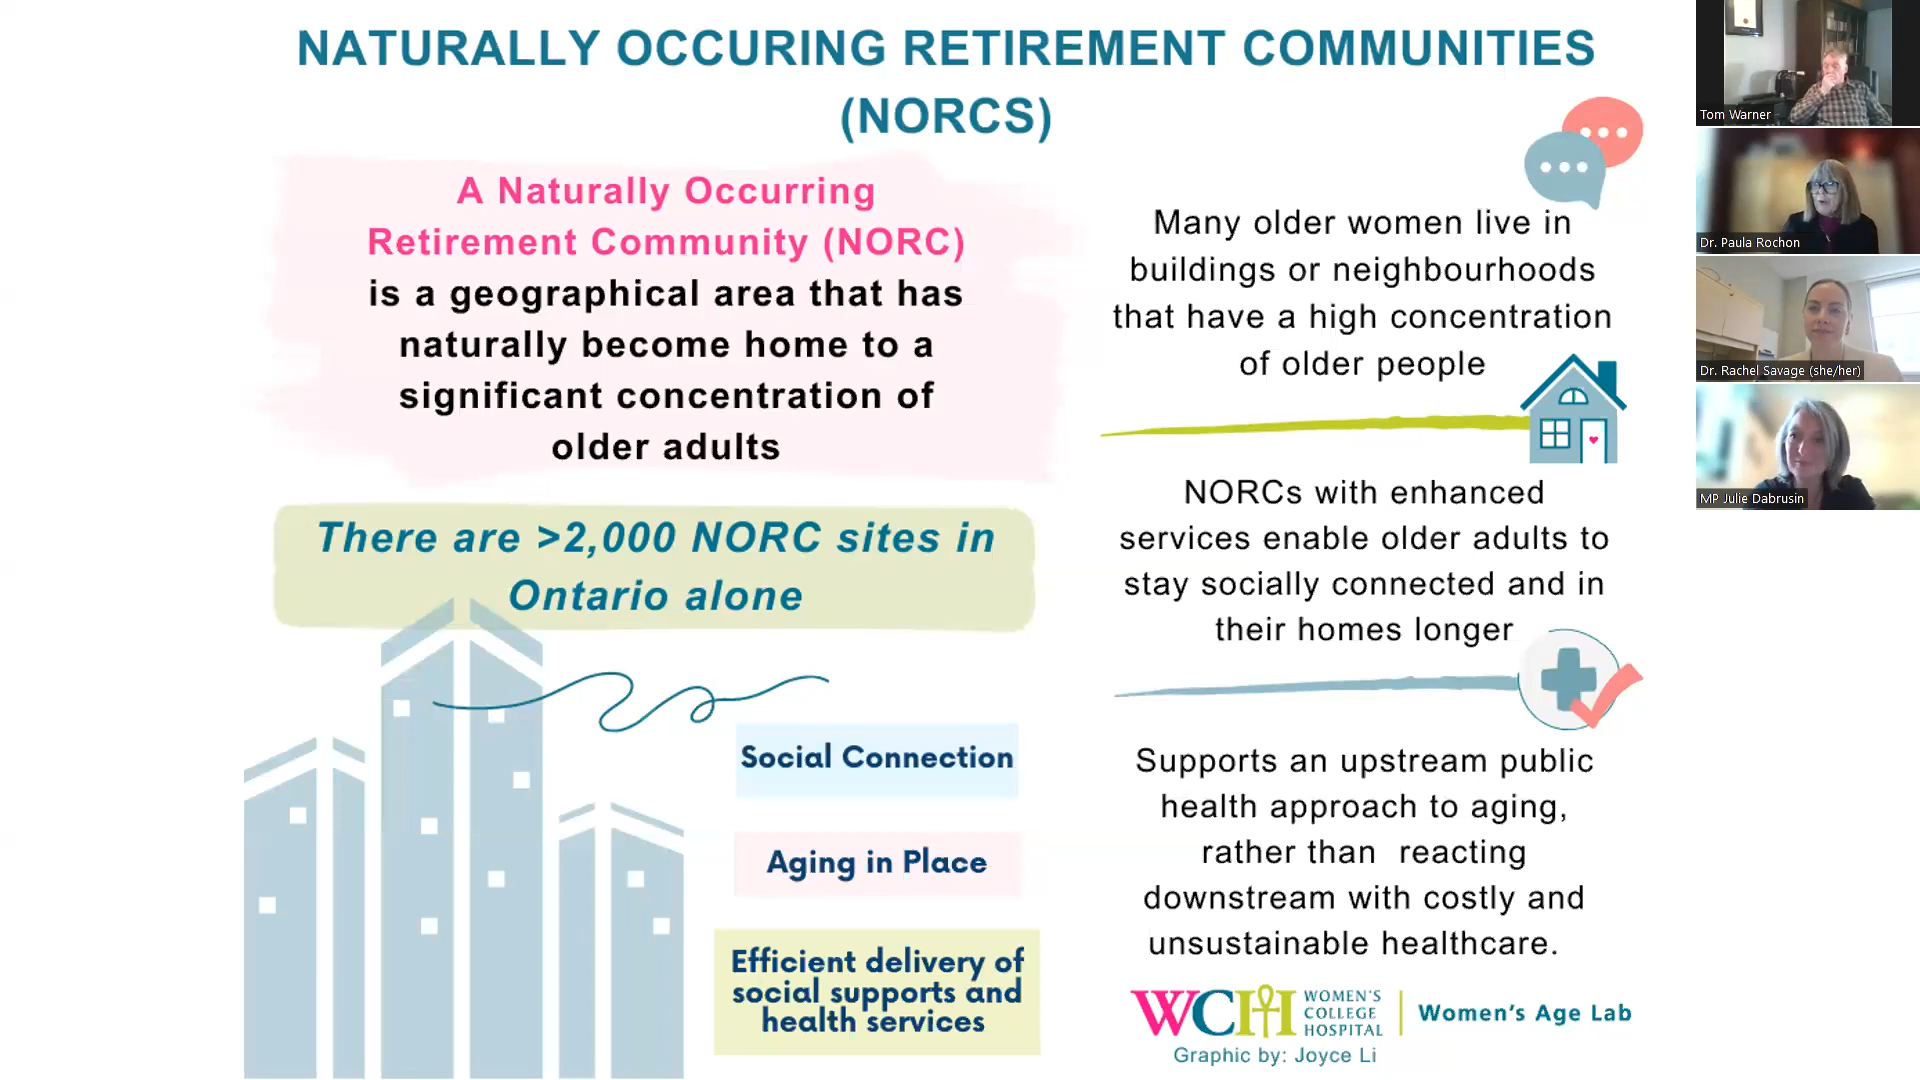 NATURALLY OCCURING RETIREMENT COMMUNITIES
(NORCS)
A Naturally Occurring
Retirement Community (NORC)
is a geographical area that has
naturally become home to a
significant concentration of
older adults
There are >2,000 NORC sites in
Ontario alone
Social Connection
Aging in Place
Efficient delivery of
social supports and
health services
Many older women live in
buildings or neighbourhoods
that have a high concentration
of older people
NORCs with enhanced
services enable older adults to
stay socially connected and in
their homes longer
Supports an upstream public
health approach to aging,
rather than reacting
downstream with costly and
unsustainable healthcare.
WCH
WOMEN'S
COLLEGE
HOSPITAL
Women's Age Lab
Graphic by: Joyce Li
Tom Warner
Dr. Paula Rochon
Dr. Rachel Savage (she/her)
MP Julie Dabrusin